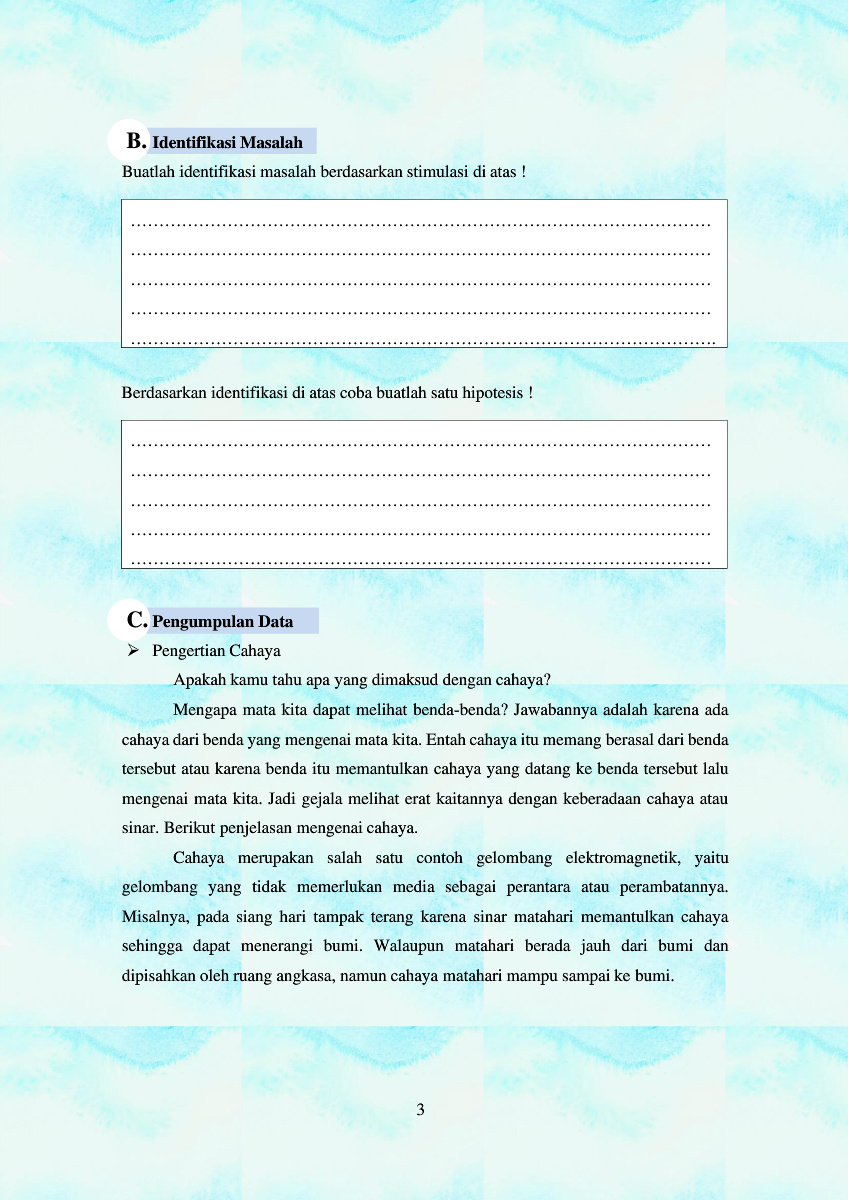 B. Identifikasi Masalah
Buatlah identifikasi masalah berdasarkan stimulasi di atas !
……………………………………………………………………………………………
……………………………………………………………………………………………
……………………………………………………………………………………………
……………………………………………………………………………………………
…………………………………………………………………………………………….
Berdasarkan identifikasi di atas coba buatlah satu hipotesis !
……………………………………………………………………………………………
……………………………………………………………………………………………
……………………………………………………………………………………………
……………………………………………………………………………………………
……………………………………………………………………………………………
C. Pengumpulan Data
➢ Pengertian Cahaya
Apakah kamu tahu apa yang dimaksud dengan cahaya?
Mengapa mata kita dapat melihat benda-benda? Jawabannya adalah karena ada
cahaya dari benda yang mengenai mata kita. Entah cahaya itu memang berasal dari benda
tersebut atau karena benda itu memantulkan cahaya yang datang ke benda tersebut lalu
mengenai mata kita. Jadi gejala melihat erat kaitannya dengan keberadaan cahaya atau
sinar. Berikut penjelasan mengenai cahaya.
Cahaya merupakan salah satu contoh gelombang elektromagnetik, yaitu
gelombang yang tidak memerlukan media sebagai perantara atau perambatannya.
Misalnya, pada siang hari tampak terang karena sinar matahari memantulkan cahaya
sehingga dapat menerangi bumi. Walaupun matahari berada jauh dari bumi dan
dipisahkan oleh ruang angkasa, namun cahaya matahari mampu sampai ke bumi.
3